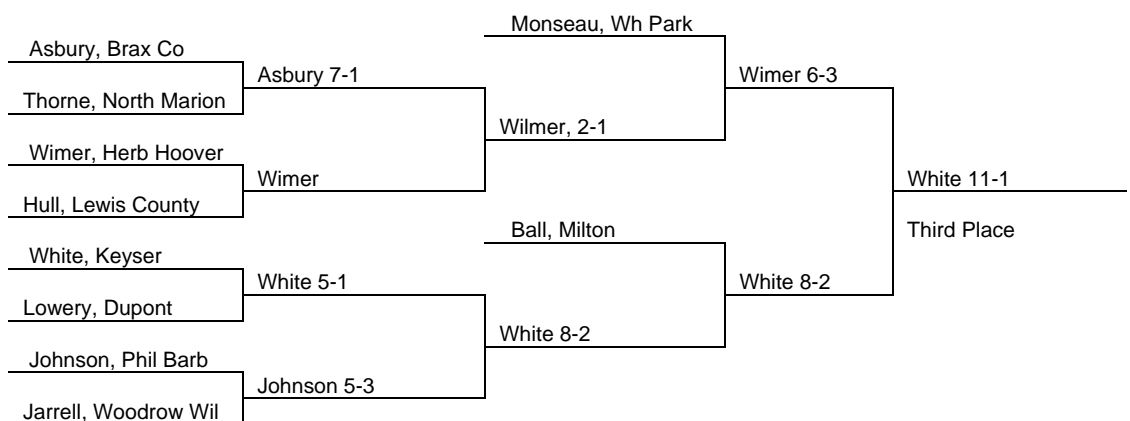 Monseau, Wh Park
Asbury, Brax Co
Asbury 7-1
Wimer 6-3
Thorne, North Marion
Wilmer, 2-1
Wimer, Herb Hoover
Wimer
White 11-1
Hull, Lewis County
Ball, Milton
Third Place
White, Keyser
White 5-1
White 8-2
Lowery, Dupont
White 8-2
Johnson, Phil Barb
Johnson 5-3
Jarrell, Woodrow Wil